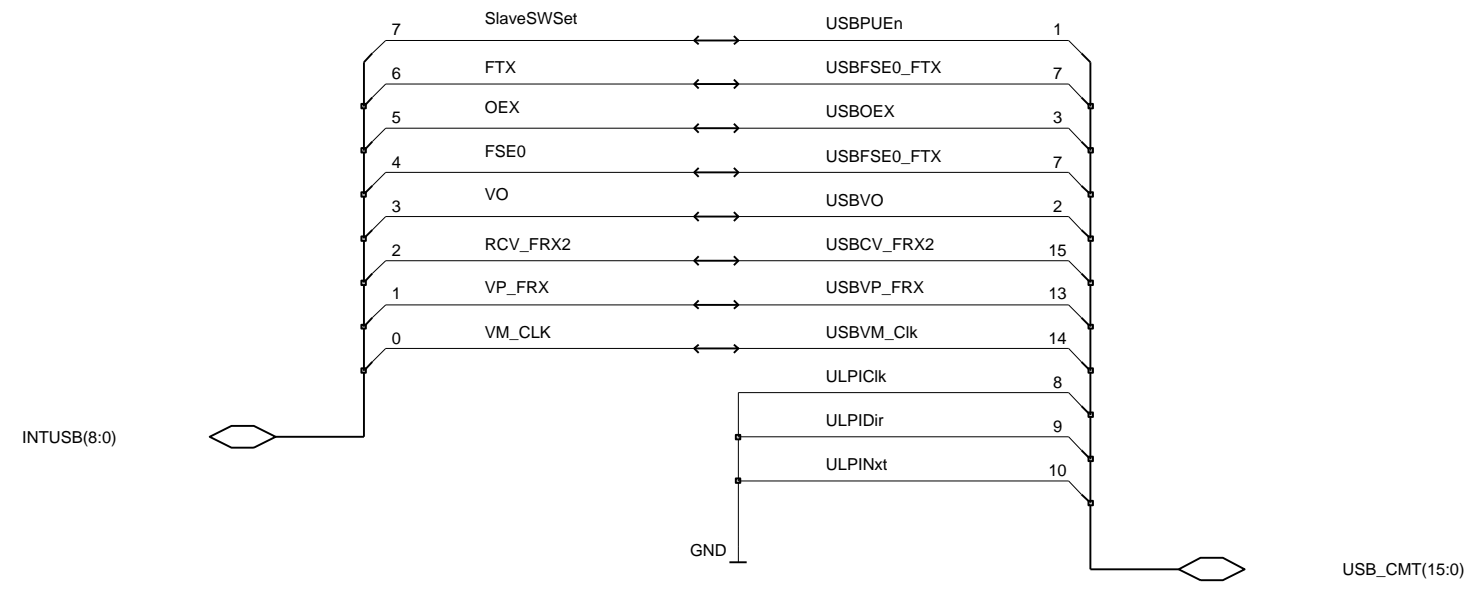 SlaveSWSet USBPUEn
7 1
FTX USBFSE0_FTX
6 7
OEX USBOEX
5 3
FSE0 USBFSE0_FTX
4 7
VO USBVO
3 2
RCV_FRX2 USBCV_FRX2
2 15
VP_FRX USBVP_FRX
1 13
VM_CLK USBVM_Clk
0 14
ULPIClk
8
ULPIDir
9
INTUSB(8:0)
ULPINxt
10
GND
USB_CMT(15:0)